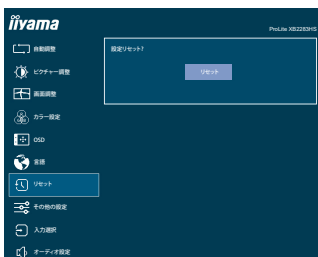 iiyama
ProLite XB2283HS
自動調整
設定リセット?
ピクチャー調整
リセット
画面調整
カラー設定
OSD
言語
リセット
その他の設定
入力選択
オーディオ設定